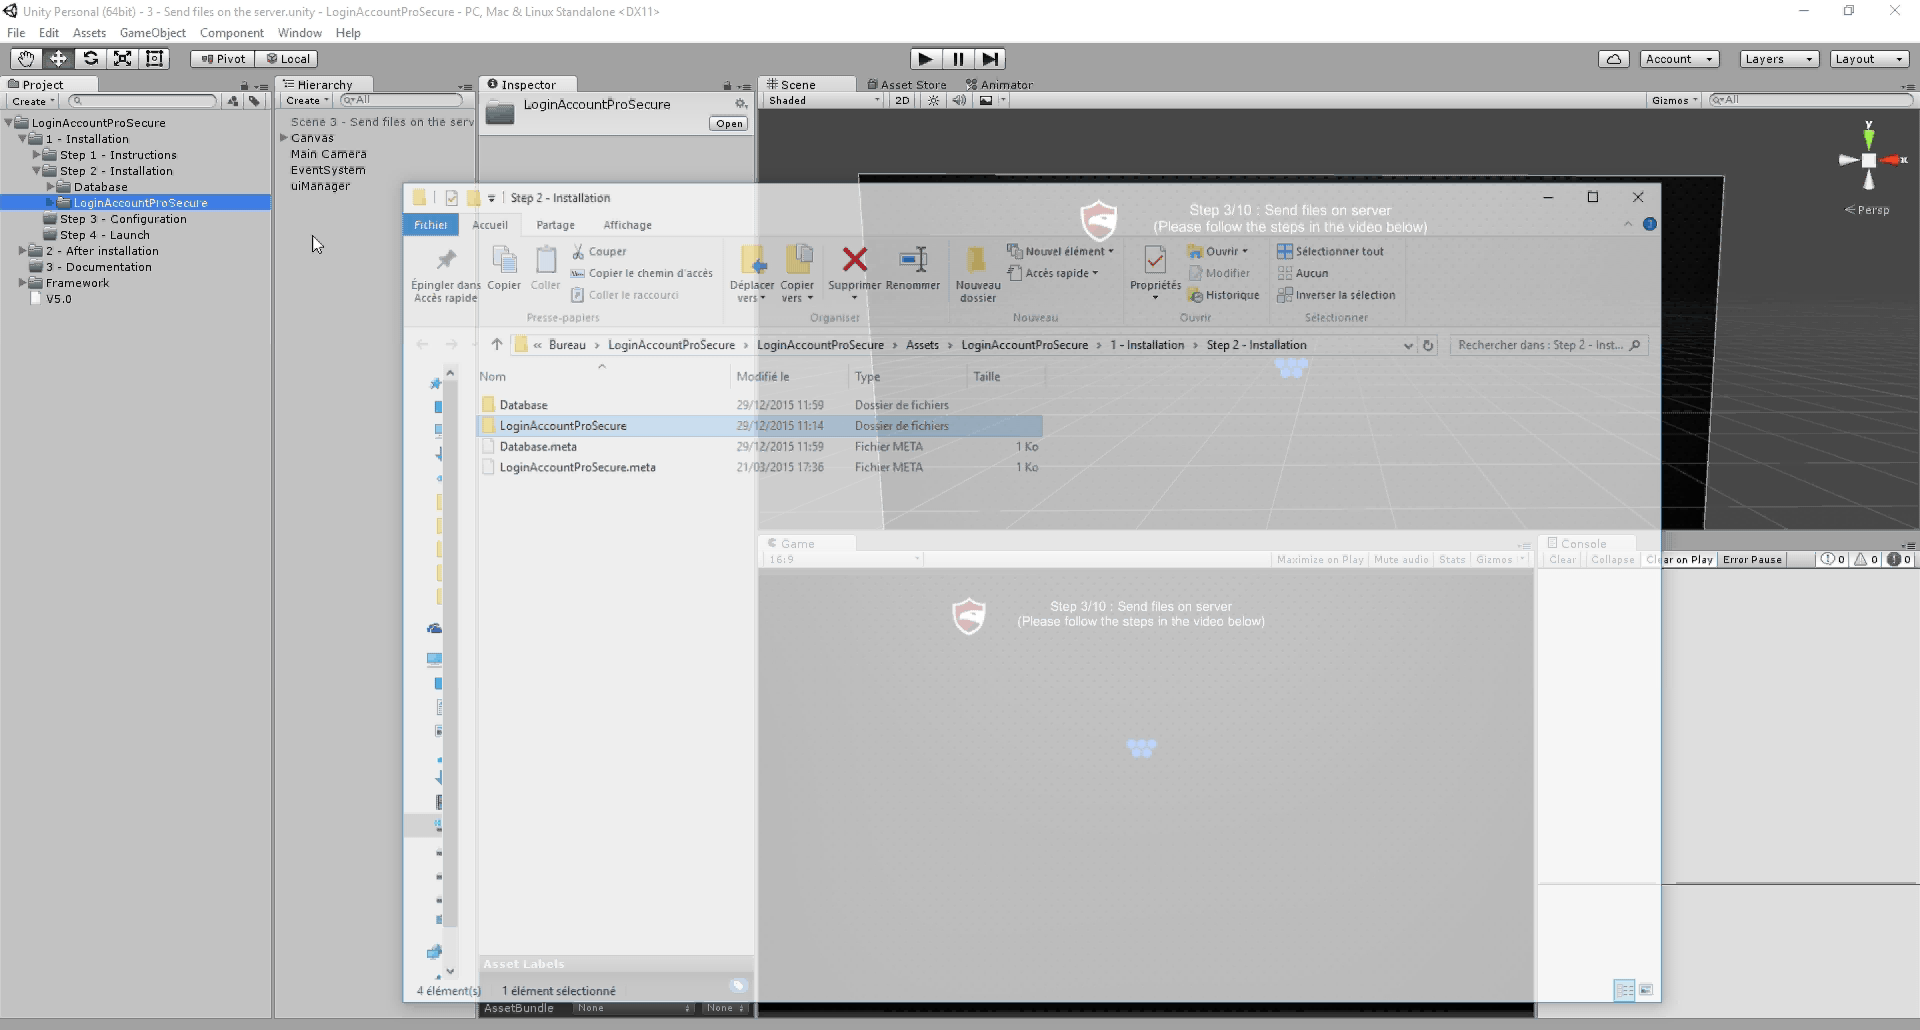 Unity Personal (64bit) - 3 - Send files on the server.unity - LoginAccountProSecure - PC, Mac & Linux Standalone <DX11>
File Edit Assets GameObject Component Window Help
Pivot Local Account Layers Layout
Project
Create
LoginAccountProSecure
1 - Installation
Step 1 - Instructions
Step 2 - Installation
Database
LoginAccountProSecure
Step 3 - Configuration
Step 4 - Launch
2 - After installation
3 - Documentation
Framework
V5.0
Hierarchy
Create All
Scene 3 - Send files on the serv
Canvas
Main Camera
EventSystem
uiManager
Inspector
LoginAccountProSecure
Open
Scene Asset Store Animator
Shaded 2D Gizmos All
y
x
Persp
Step 3/10 : Send files on server
(Please follow the steps in the video below)
Step 2 - Installation
Fichier Accueil Partage Affichage
Épingler dans
Accès rapide
Copier
Coller
Couper
Copier le chemin d'accès
Coller le raccourci
Presse-papiers
Déplacer
vers
Copier
vers
Supprimer
Renommer
Organiser
Nouveau
dossier
Nouvel élément
Accès rapide
Nouveau
Propriétés
Ouvrir
Modifier
Historique
Ouvrir
Sélectionner tout
Aucun
Inverser la sélection
Sélectionner
« Bureau > LoginAccountProSecure > LoginAccountProSecure > Assets > LoginAccountProSecure > 1 - Installation > Step 2 - Installation
Rechercher dans : Step 2 - Inst...
Nom Modifié le Type Taille
Database 29/12/2015 11:59 Dossier de fichiers
LoginAccountProSecure 29/12/2015 11:14 Dossier de fichiers
Database.meta 29/12/2015 11:59 Fichier META 1 Ko
LoginAccountProSecure.meta 21/03/2015 17:36 Fichier META 1 Ko
4 élément(s) 1 élément sélectionné
Game
16:9 Maximize on Play Mute audio Stats Gizmos
Step 3/10 : Send files on server
(Please follow the steps in the video below)
Console
Clear Collapse Clear on Play Error Pause 0 0 0
Asset Labels
AssetBundle None None